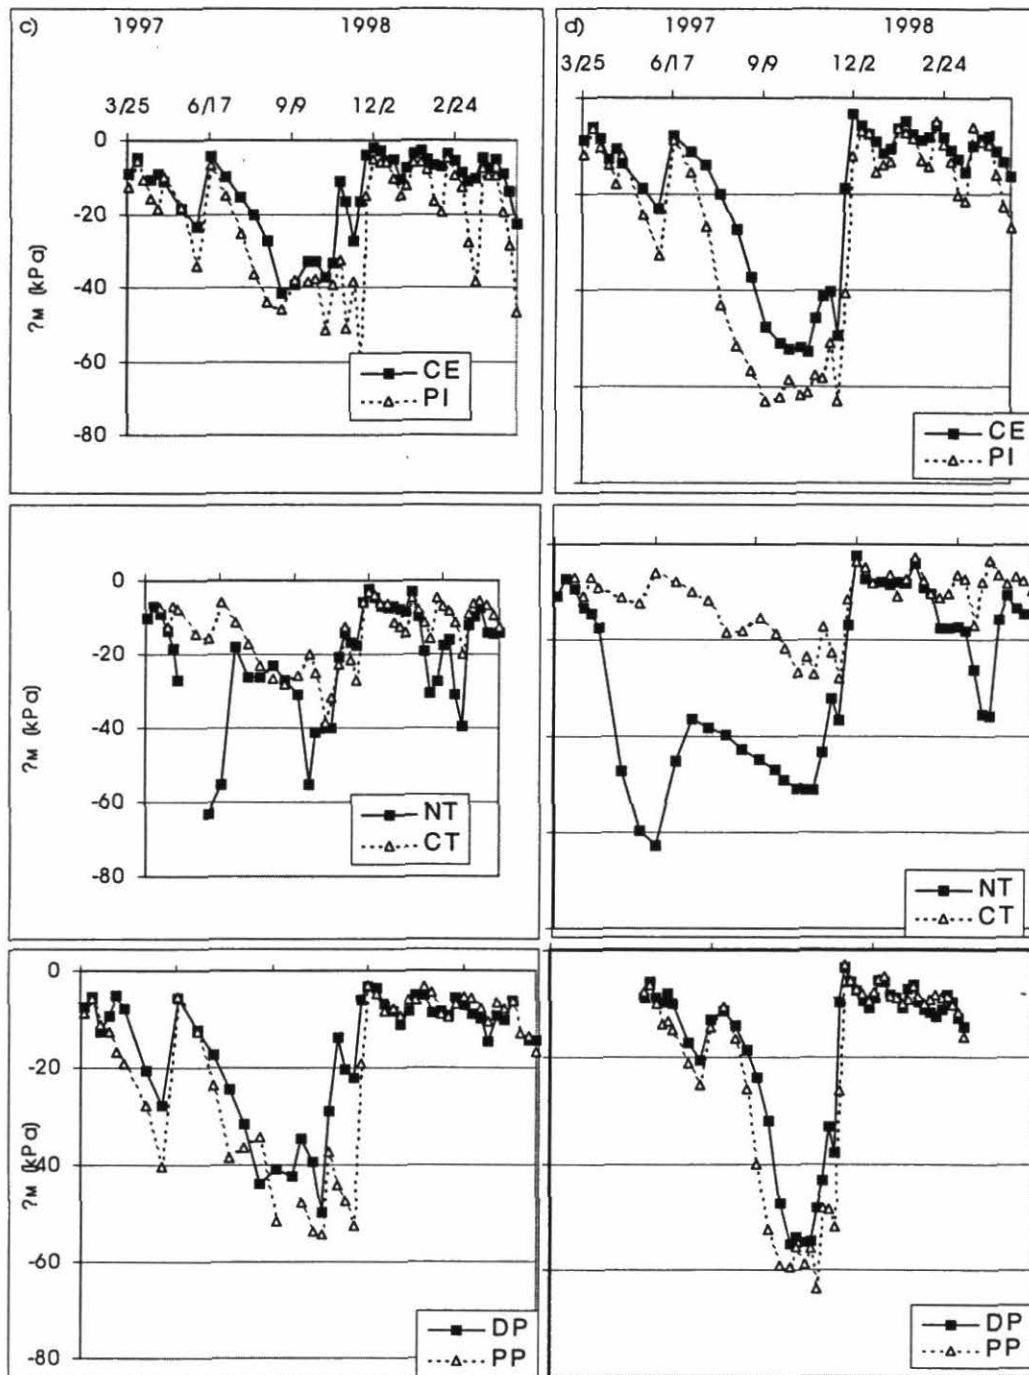 c) 1997 1998
3/25 6/17 9/9 12/2 2/24
0
-20
-40
-60
-80
?м (kPa)
CE
PI
d) 1997 1998
3/25 6/17 9/9 12/2 2/24
CE
PI
0
-20
-40
-60
-80
?м (kPa)
NT
CT
NT
CT
0
-20
-40
-60
-80
?м (kPa)
DP
PP
DP
PP